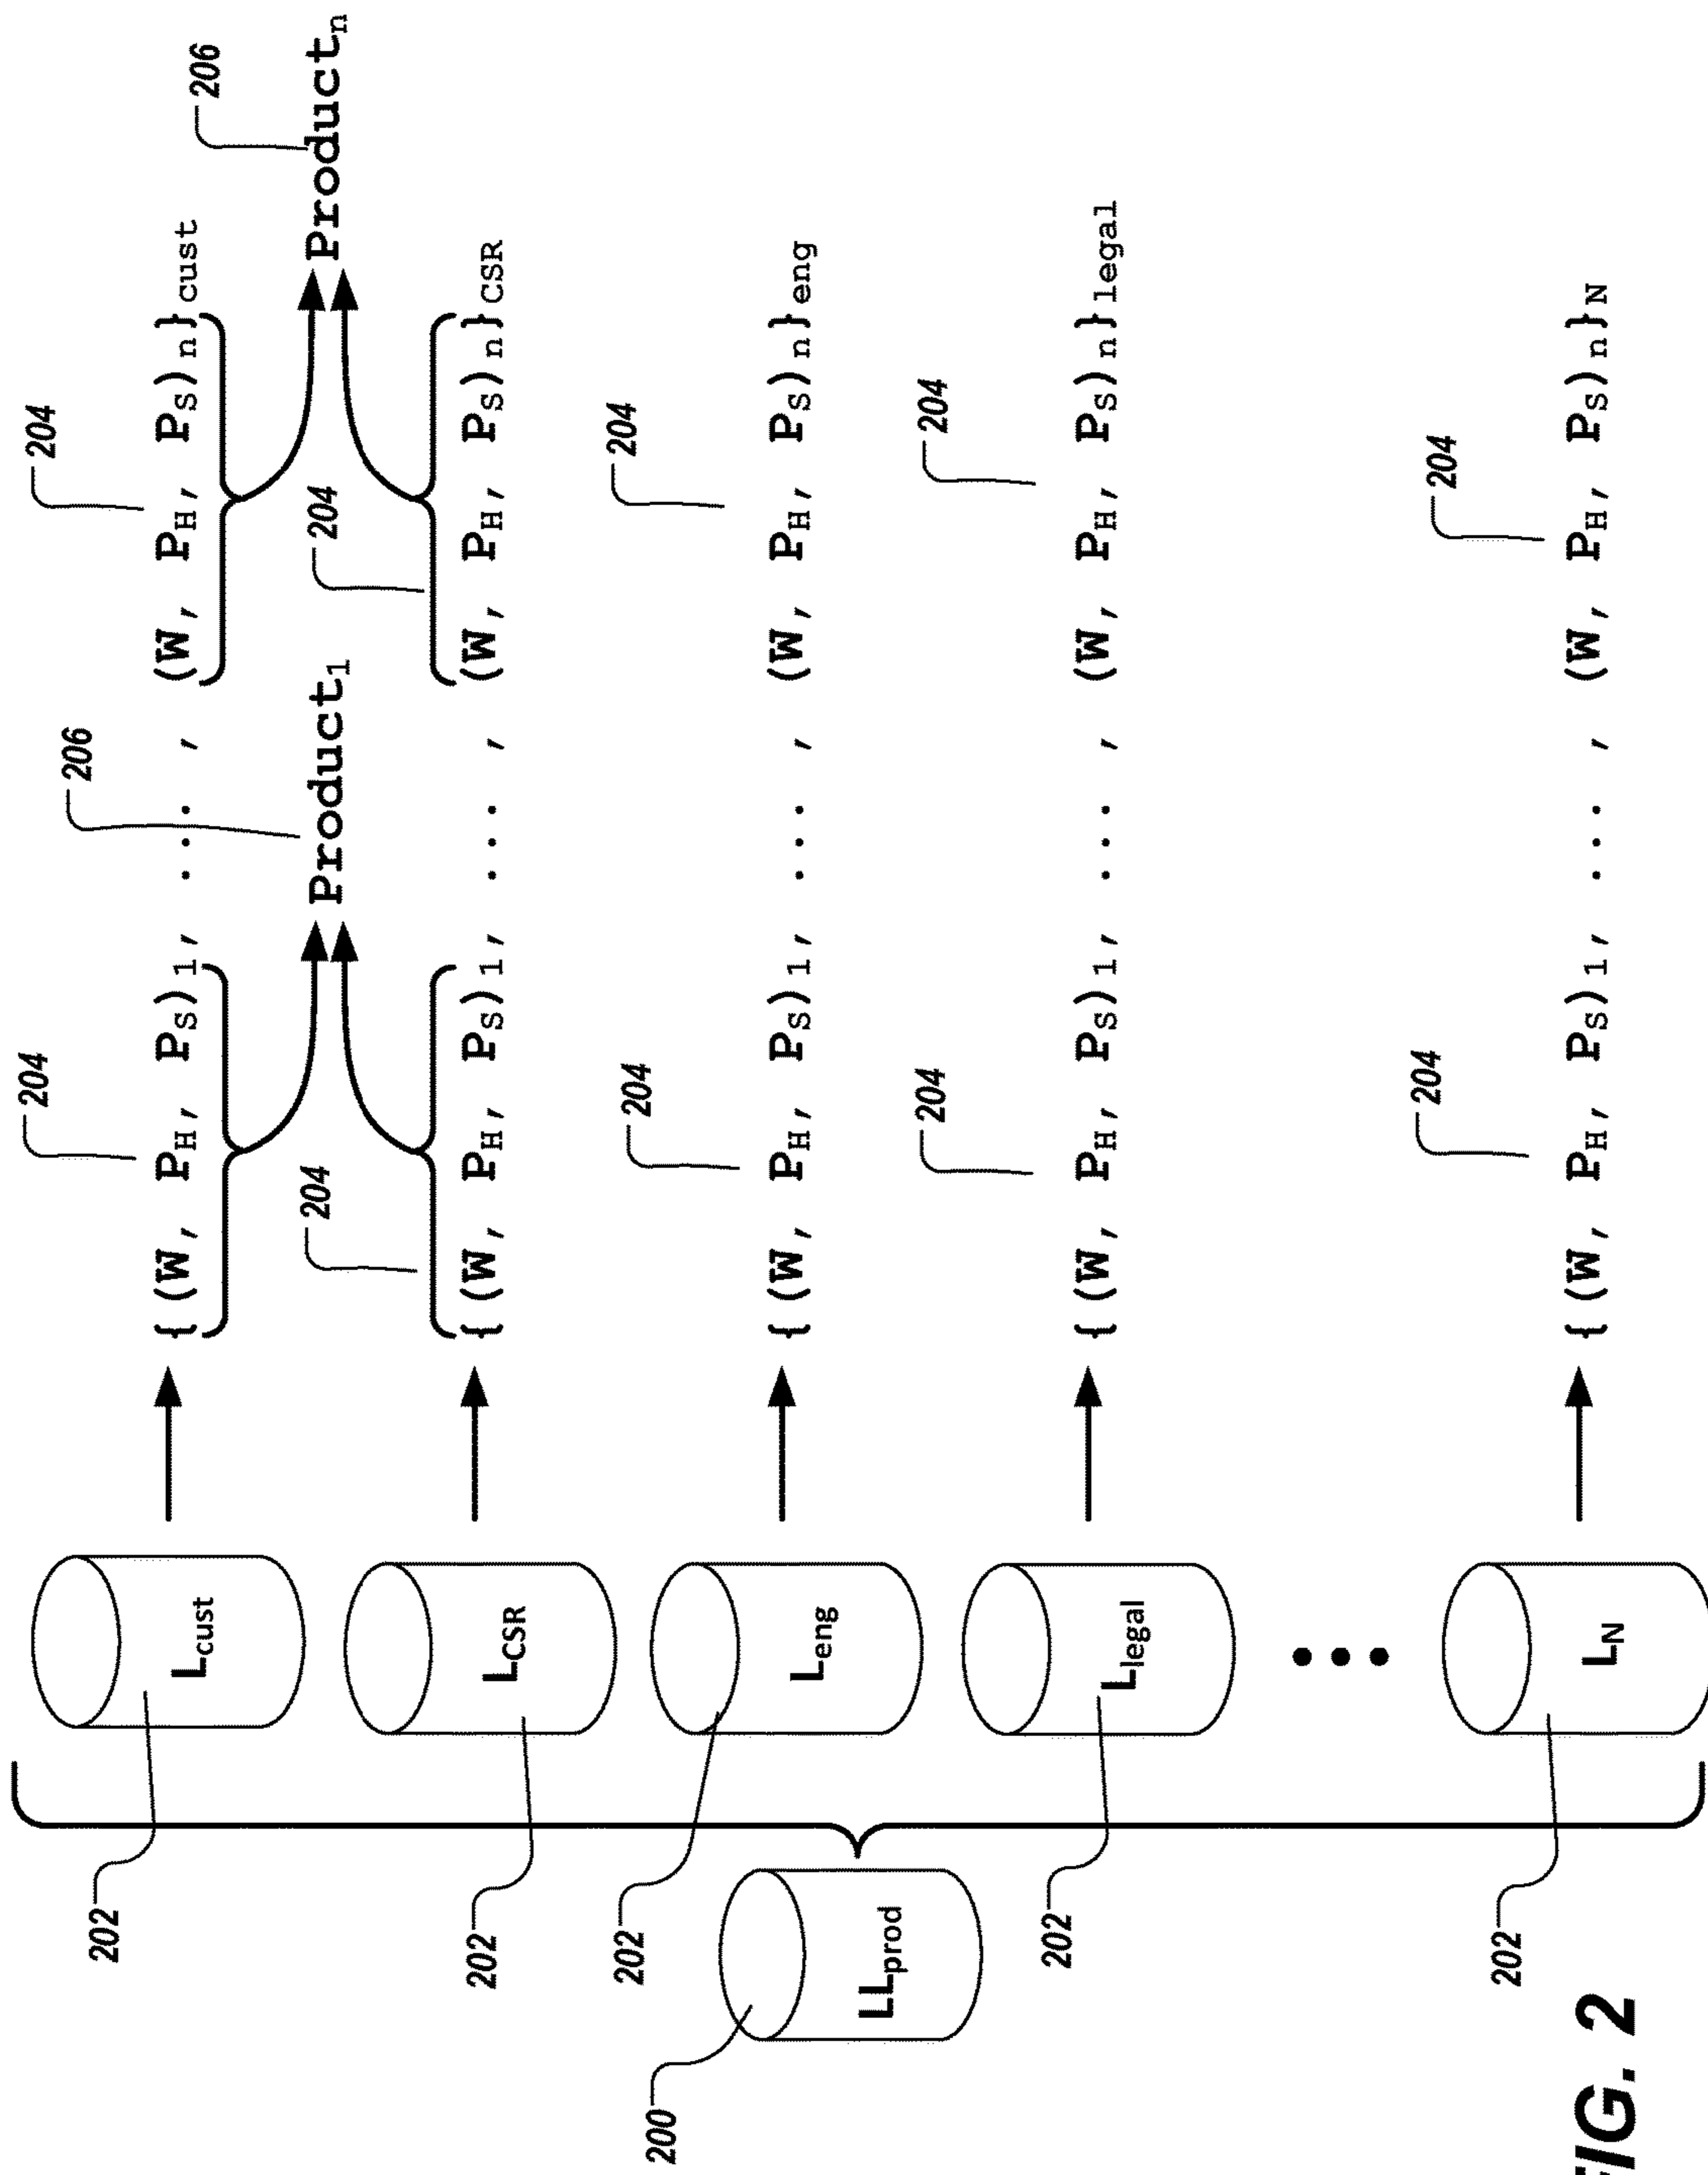 204 204
206 206
202
Lcust {(W, PH, PS)1, ... , (W, PH, PS)n}cust
204 Product1 204 Productn
202 LCSR {(W, PH, PS)1, ... , (W, PH, PS)n}CSR
202 204 204
200
Leng {(W, PH, PS)1, ... , (W, PH, PS)n}eng
LLprod
204 204
202
Llegal {(W, PH, PS)1, ... , (W, PH, PS)n}legal
204 204
202
LN {(W, PH, PS)1, ... , (W, PH, PS)n}N
FIG. 2